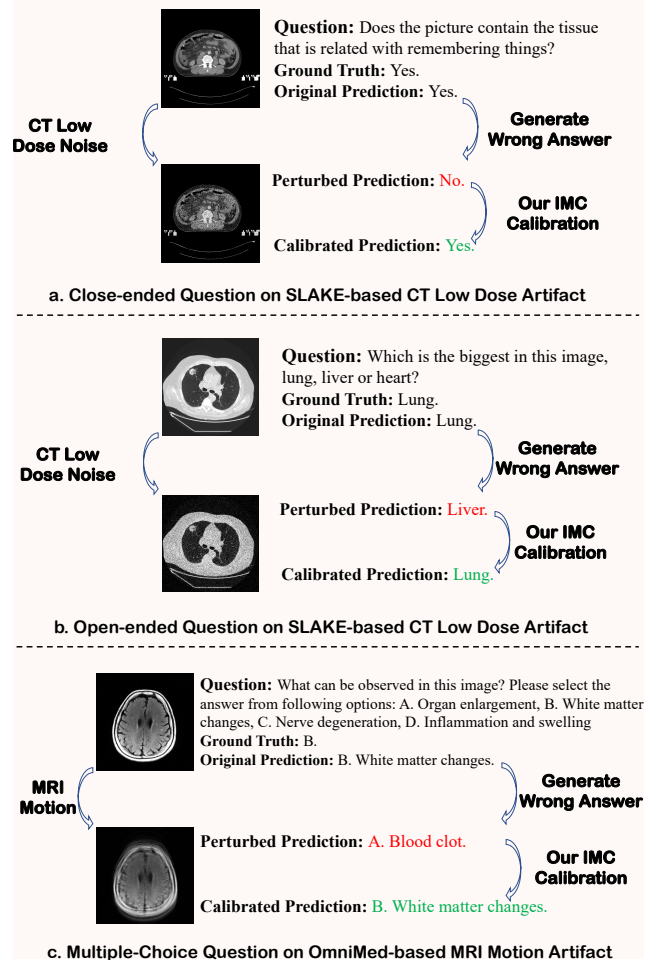 Question: Does the picture contain the tissue
that is related with remembering things?
Ground Truth: Yes.
Original Prediction: Yes.
CT Low
Dose Noise
Generate
Wrong Answer
Perturbed Prediction: No.
Our IMC
Calibration
Calibrated Prediction: Yes.
a. Close-ended Question on SLAKE-based CT Low Dose Artifact
Question: Which is the biggest in this image,
lung, liver or heart?
Ground Truth: Lung.
Original Prediction: Lung.
CT Low
Dose Noise
Generate
Wrong Answer
Perturbed Prediction: Liver.
Our IMC
Calibration
Calibrated Prediction: Lung.
b. Open-ended Question on SLAKE-based CT Low Dose Artifact
Question: What can be observed in this image? Please select the
answer from following options: A. Organ enlargement, B. White matter
changes, C. Nerve degeneration, D. Inflammation and swelling
Ground Truth: B.
Original Prediction: B. White matter changes.
MRI
Motion
Generate
Wrong Answer
Perturbed Prediction: A. Blood clot.
Our IMC
Calibration
Calibrated Prediction: B. White matter changes.
c. Multiple-Choice Question on OmniMed-based MRI Motion Artifact